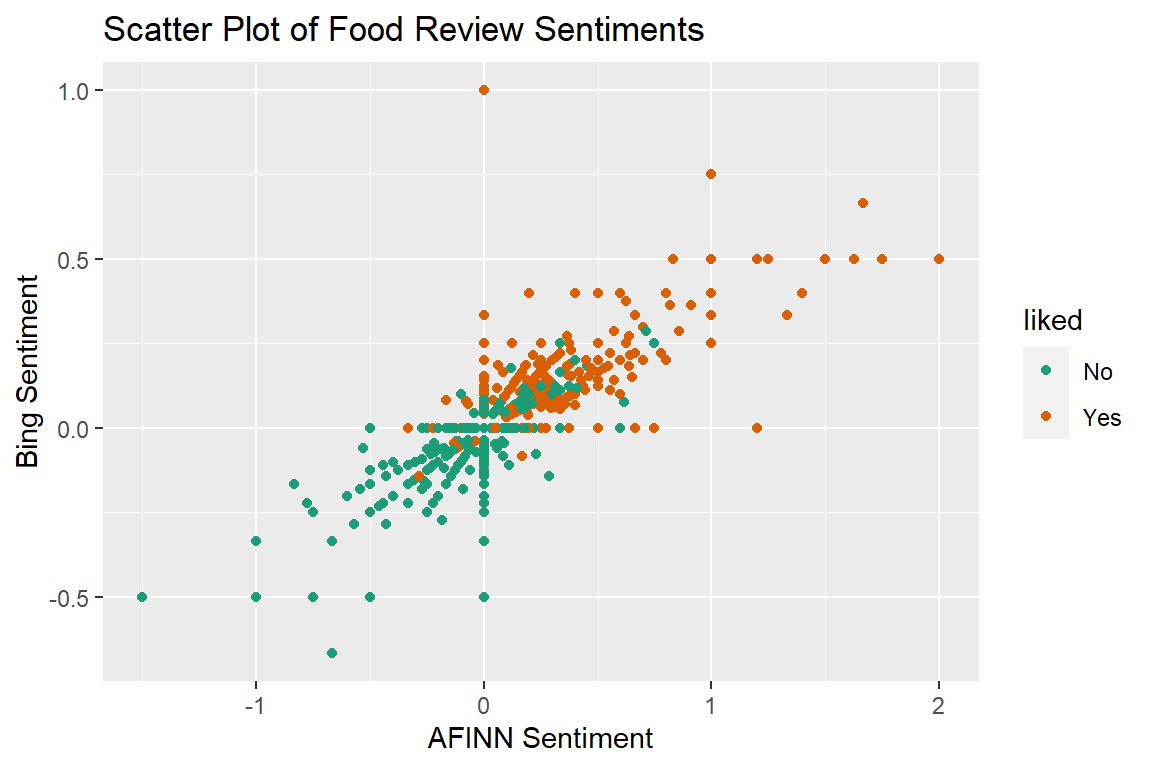 Scatter Plot of Food Review Sentiments
1.0
0.5
0.0
-0.5
Bing Sentiment
-1
0
1
2
AFINN Sentiment
liked
No
Yes